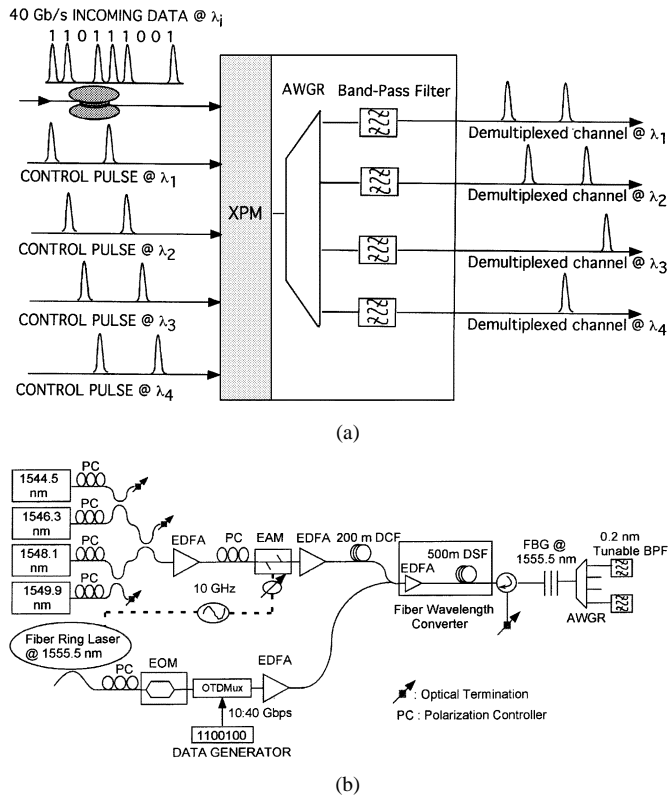 40 Gb/s INCOMING DATA @ λi
1 1 0 1 1 1 0 0 1
CONTROL PULSE @ λ1
CONTROL PULSE @ λ2
CONTROL PULSE @ λ3
CONTROL PULSE @ λ4
XPM
AWGR
Band-Pass Filter
Demultiplexed channel @ λ1
Demultiplexed channel @ λ2
Demultiplexed channel @ λ3
Demultiplexed channel @ λ4
(a)
1544.5
nm
PC
1546.3
nm
PC
1548.1
nm
PC
1549.9
nm
PC
EDFA
PC
EAM
EDFA
200 m DCF
10 GHz
EDFA
500m DSF
Fiber Wavelength
Converter
FBG @
1555.5 nm
0.2 nm
Tunable BPF
AWGR
Fiber Ring Laser
@ 1555.5 nm
PC
EOM
OTDMux
EDFA
10:40 Gbps
1100100
DATA GENERATOR
: Optical Termination
PC : Polarization Controller
(b)